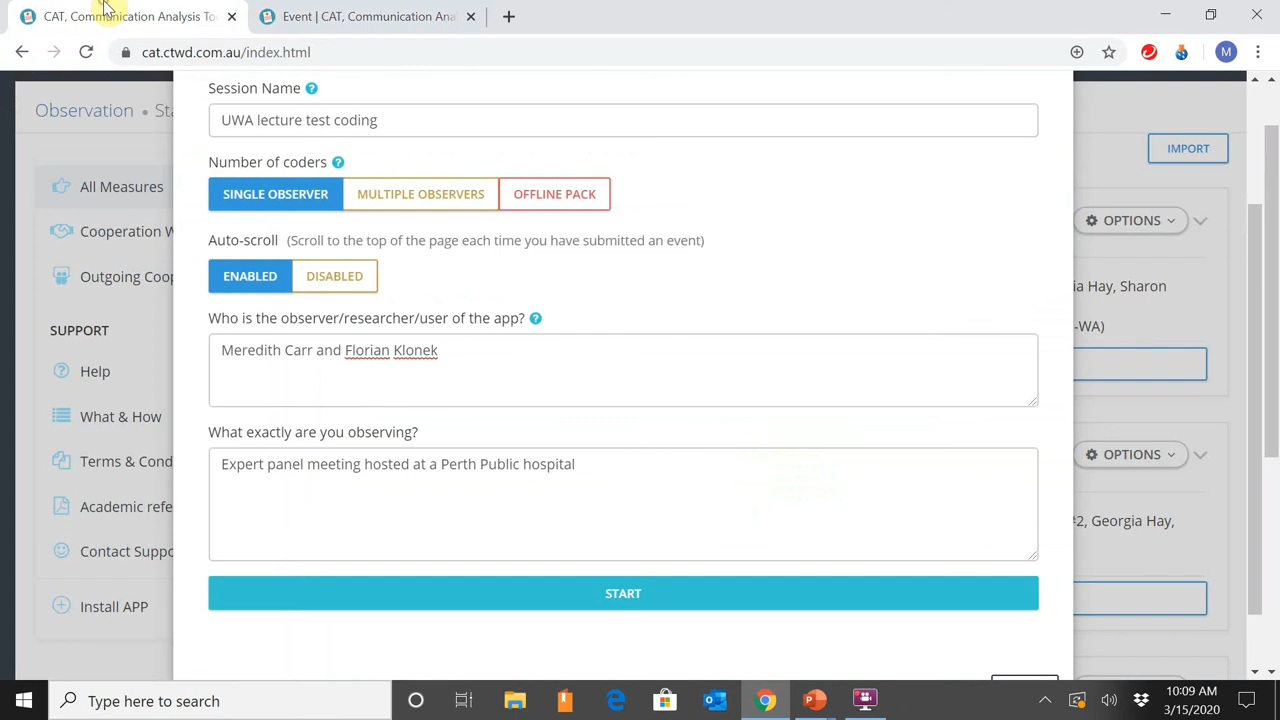 CAT, Communication Analysis To
Event | CAT, Communication Analysis T
cat.ctwd.com.au/index.html
M
Observation • Sta
Session Name
UWA lecture test coding
IMPORT
Number of coders
All Measures
SINGLE OBSERVER
MULTIPLE OBSERVERS
OFFLINE PACK
OPTIONS
Cooperation W
Auto-scroll (Scroll to the top of the page each time you have submitted an event)
Outgoing Coop
ENABLED
DISABLED
ia Hay, Sharon
Who is the observer/researcher/user of the app?
-WA)
SUPPORT
Meredith Carr and Florian Klonek
Help
What & How
What exactly are you observing?
OPTIONS
Terms & Cond
Expert panel meeting hosted at a Perth Public hospital
Academic refe
#2, Georgia Hay,
Contact Suppo
START
Install APP
Type here to search
10:09 AM
3/15/2020